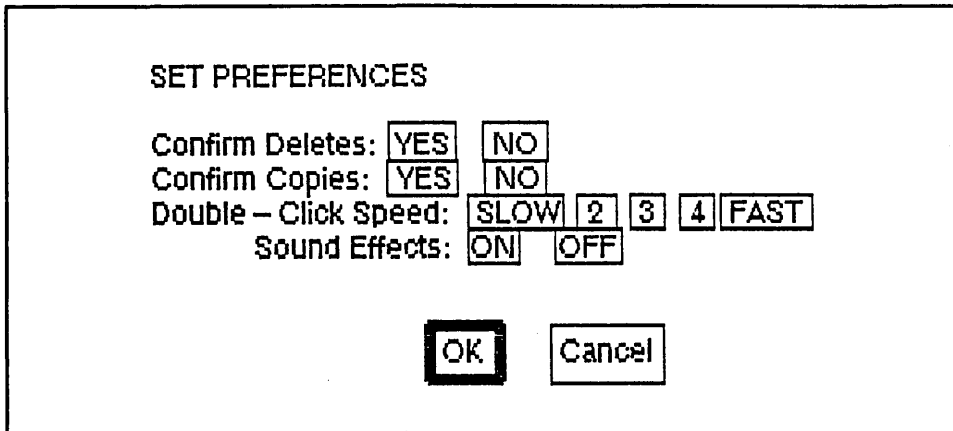 SET PREFERENCES
Confirm Deletes: YES NO
Confirm Copies: YES NO
Double – Click Speed: SLOW 2 3 4 FAST
Sound Effects: ON OFF
OK Cancel